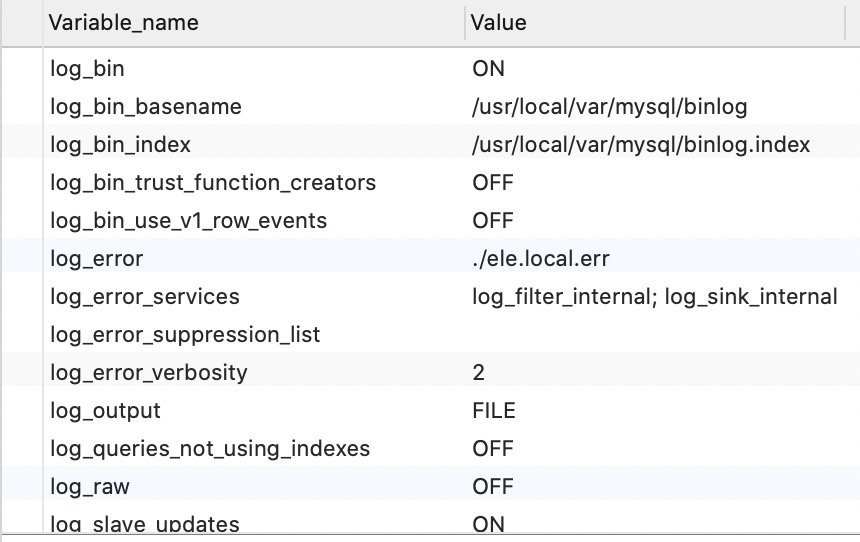 Variable_name Value
log_bin ON
log_bin_basename /usr/local/var/mysql/binlog
log_bin_index /usr/local/var/mysql/binlog.index
log_bin_trust_function_creators OFF
log_bin_use_v1_row_events OFF
log_error ./ele.local.err
log_error_services log_filter_internal; log_sink_internal
log_error_suppression_list
log_error_verbosity 2
log_output FILE
log_queries_not_using_indexes OFF
log_raw OFF
log_slave_updates ON